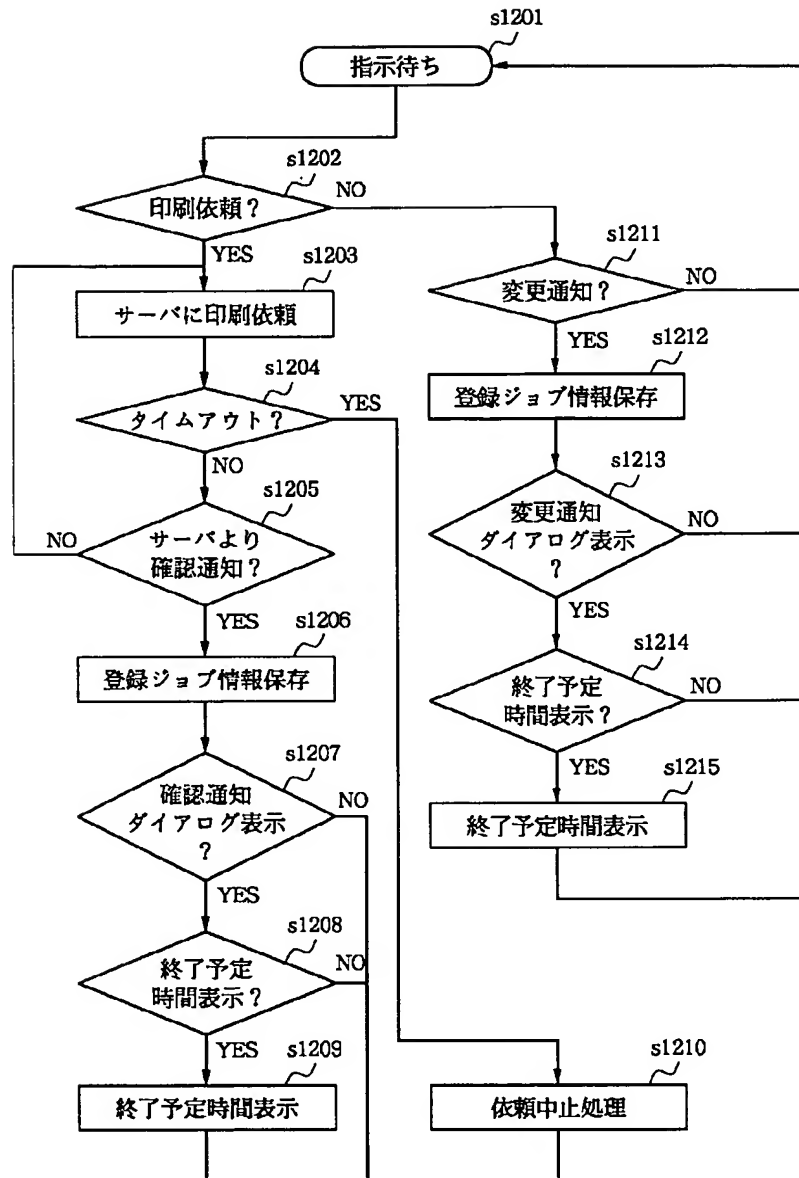 s1201
指示待ち
s1202
印刷依頼？
NO
YES
s1203
サーバに印刷依頼
s1204
タイムアウト？
YES
NO
s1205
サーバより
確認通知？
NO
YES
s1206
登録ジョブ情報保存
s1207
確認通知
ダイアログ表示
？
NO
YES
s1208
終了予定
時間表示？
NO
YES
s1209
終了予定時間表示
s1211
変更通知？
NO
YES
s1212
登録ジョブ情報保存
s1213
変更通知
ダイアログ表示
？
NO
YES
s1214
終了予定
時間表示？
NO
YES
s1215
終了予定時間表示
s1210
依頼中止処理